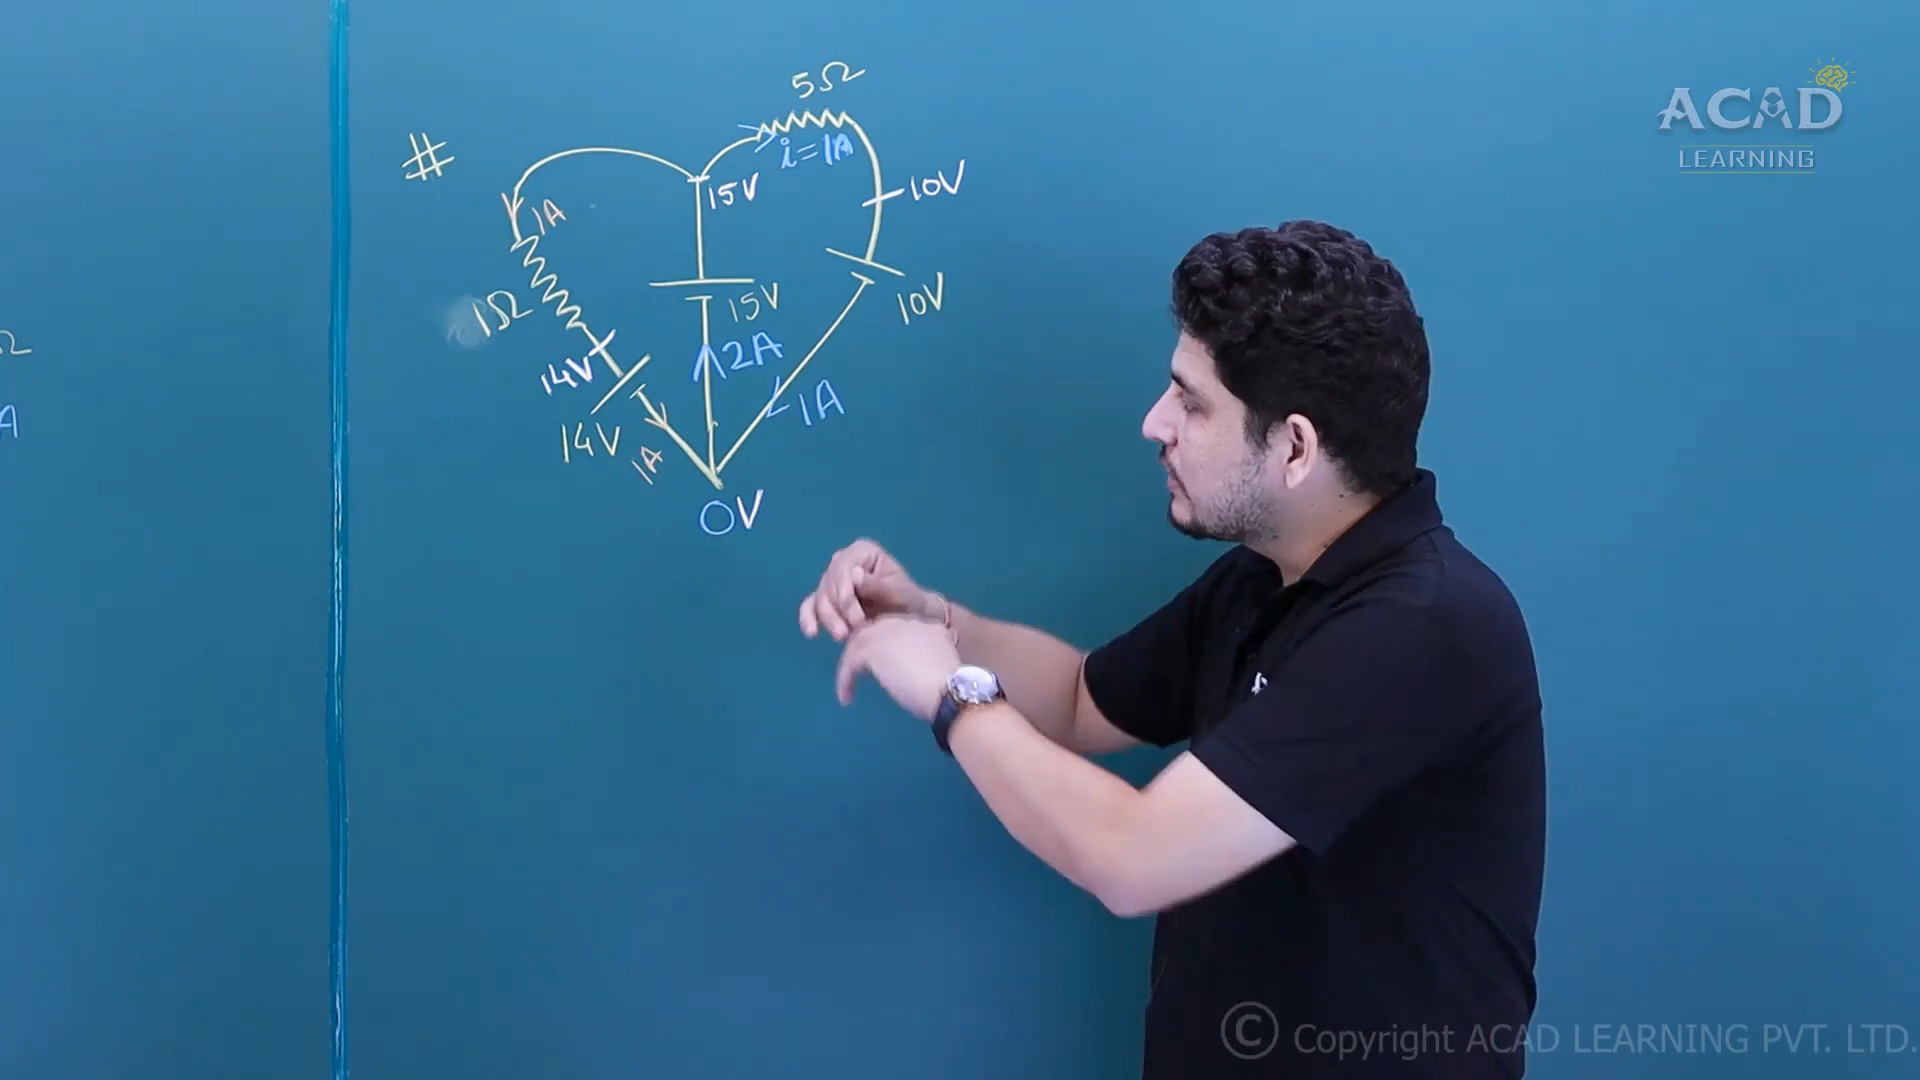 5Ω
ACAD
LEARNING
#
i=1A
15V
10V
1A
1Ω
15V
10V
14V
2A
1A
14V
1A
0V
A
© Copyright ACAD LEARNING PVT. LTD.